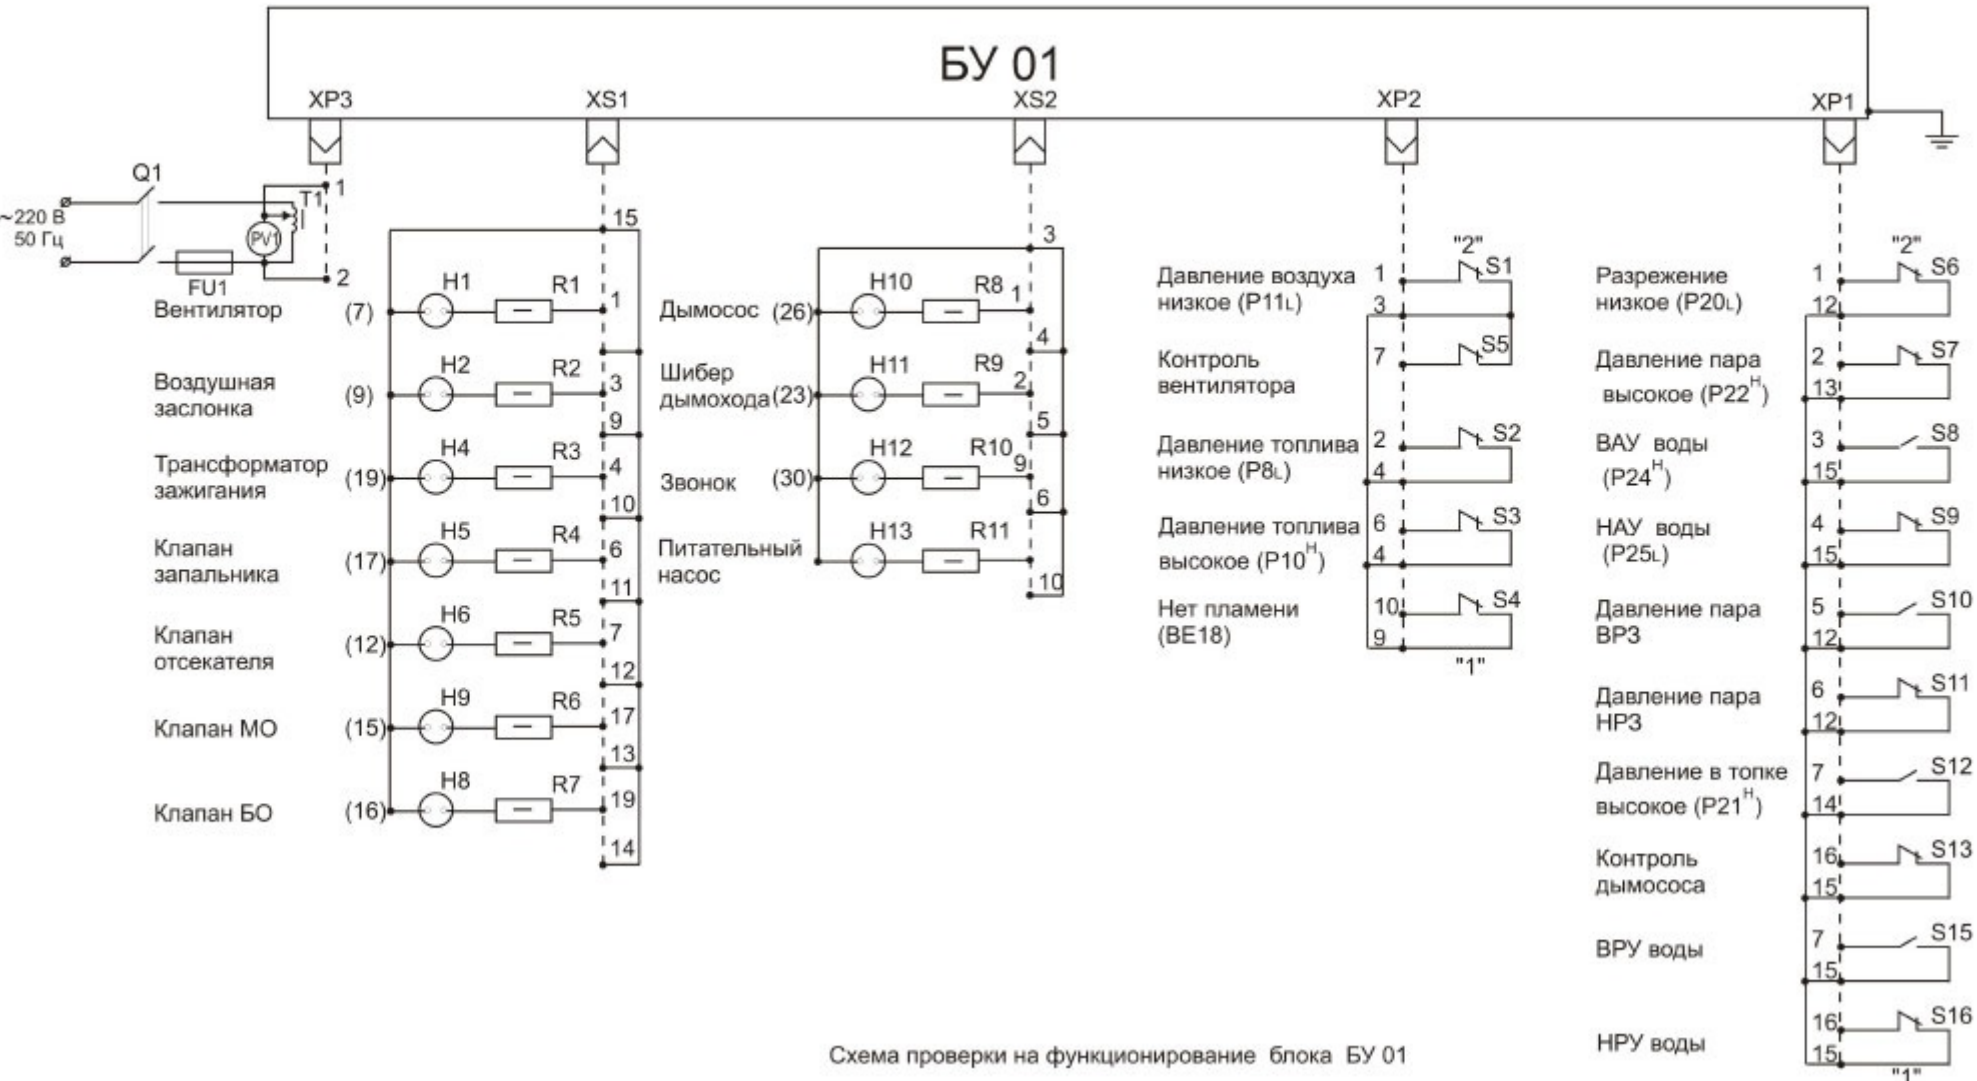 БУ 01
XP3
XS1
XS2
XP2
XP1
Q1
~220 В
50 Гц
FU1
PV1
T1
1
2
15
Вентилятор (7) H1 R1 1
Воздушная
заслонка (9) H2 R2 3
9
Трансформатор
зажигания (19) H4 R3 4
10
Клапан
запальника (17) H5 R4 6
11
Клапан
отсекателя (12) H6 R5 7
12
Клапан МО (15) H9 R6 17
13
Клапан БО (16) H8 R7 19
14
3
Дымосос (26) H10 R8 1
4
Шибер
дымохода (23) H11 R9 2
5
Звонок (30) H12 R10 9
6
Питательный
насос H13 R11
10
"2"
Давление воздуха 1 S1
низкое (P11L) 3
Контроль 7 S5
вентилятора
Давление топлива 2 S2
низкое (P8L) 4
Давление топлива 6 S3
высокое (P10H) 4
Нет пламени 10 S4
(BE18) 9
"1"
"2"
Разрежение 1 S6
низкое (P20L) 12
Давление пара 2 S7
высокое (P22H) 13
ВАУ воды 3 S8
(P24H) 15
НАУ воды 4 S9
(P25L) 15
Давление пара 5 S10
ВРЗ 12
Давление пара 6 S11
НРЗ 12
Давление в топке 7 S12
высокое (P21H) 14
Контроль 16 S13
дымососа 15
ВРУ воды 7 S15
15
НРУ воды 16 S16
15
"1"
Схема проверки на функционирование блока БУ 01